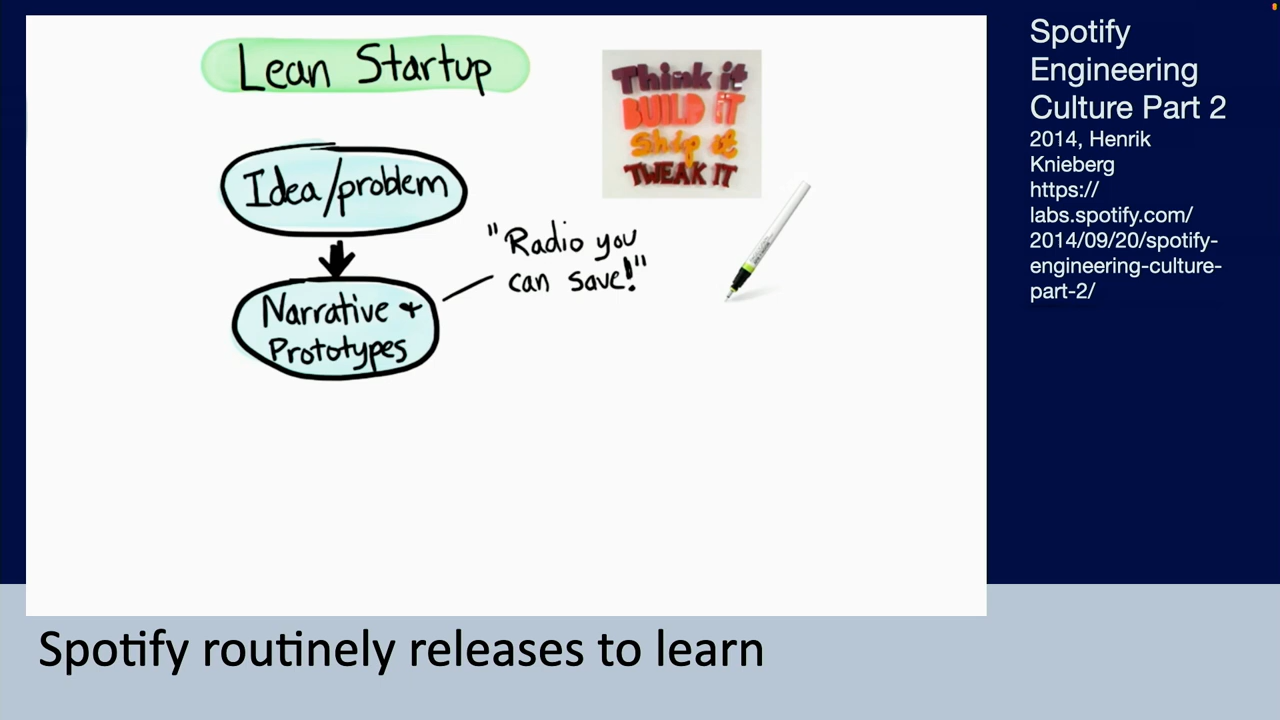 Lean Startup
Think it
BUILD IT
Ship it
TWEAK IT
Idea/problem
"Radio you
can save!"
Narrative +
Prototypes
Spotify
Engineering
Culture Part 2
2014, Henrik
Knieberg
https://
labs.spotify.com/
2014/09/20/spotify-
engineering-culture-
part-2/
Spotify routinely releases to learn